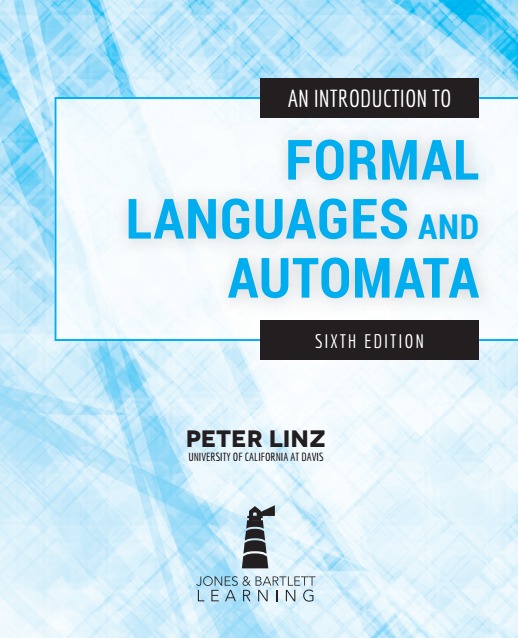 AN INTRODUCTION TO
FORMAL
LANGUAGES AND
AUTOMATA
SIXTH EDITION
PETER LINZ
UNIVERSITY OF CALIFORNIA AT DAVIS
JONES & BARTLETT
LEARNING